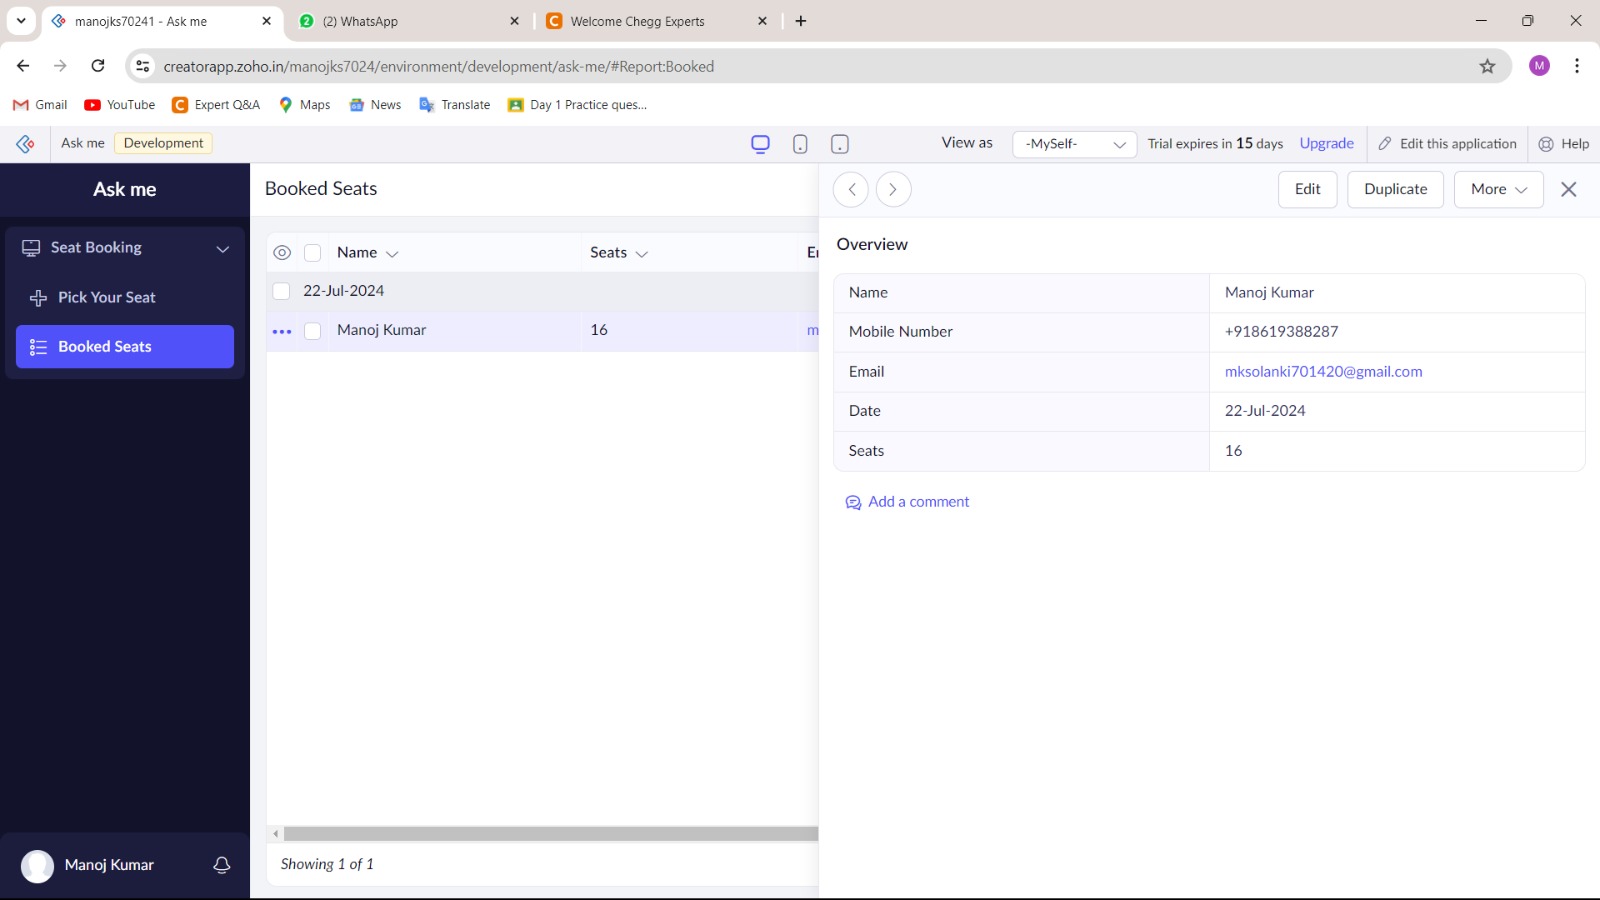 manojks70241 - Ask me
2
(2) WhatsApp
C
Welcome Chegg Experts
creatorapp.zoho.in/manojks7024/environment/development/ask-me/#Report:Booked
M
Gmail
YouTube
C
Expert Q&A
Maps
News
Translate
Day 1 Practice ques...
Ask me
Development
View as
-MySelf-
Trial expires in 15 days
Upgrade
Edit this application
Help
Ask me
Seat Booking
Pick Your Seat
Booked Seats
Booked Seats
Name
Seats
22-Jul-2024
Manoj Kumar
16
m
Showing 1 of 1
Edit
Duplicate
More
Overview
Name
Manoj Kumar
Mobile Number
+918619388287
Email
mksolanki701420@gmail.com
Date
22-Jul-2024
Seats
16
Add a comment
Manoj Kumar